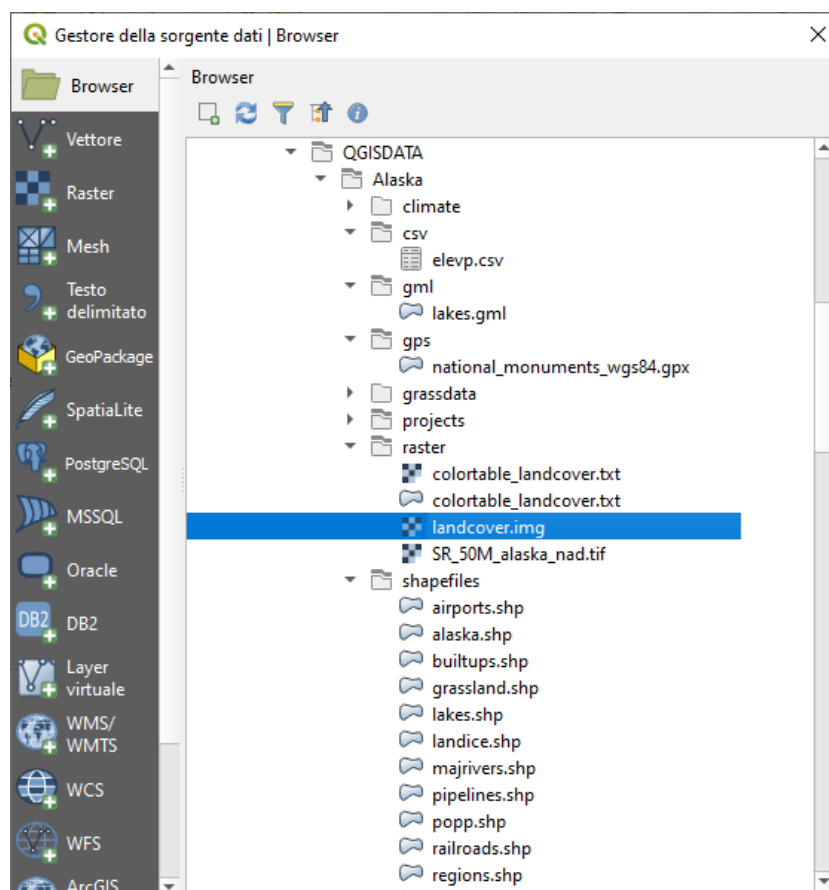 Gestore della sorgente dati | Browser
Browser
Vettore
Raster
Mesh
Testo
delimitato
GeoPackage
SpatiaLite
PostgreSQL
MSSQL
Oracle
DB2
DB2
Layer
virtuale
WMS/
WMTS
WCS
WFS
ArcGIS
Browser
QGISDATA
Alaska
climate
csv
elevp.csv
gml
lakes.gml
gps
national_monuments_wgs84.gpx
grassdata
projects
raster
colortable_landcover.txt
colortable_landcover.txt
landcover.img
SR_50M_alaska_nad.tif
shapefiles
airports.shp
alaska.shp
builtups.shp
grassland.shp
lakes.shp
landice.shp
majrivers.shp
pipelines.shp
popp.shp
railroads.shp
regions.shp